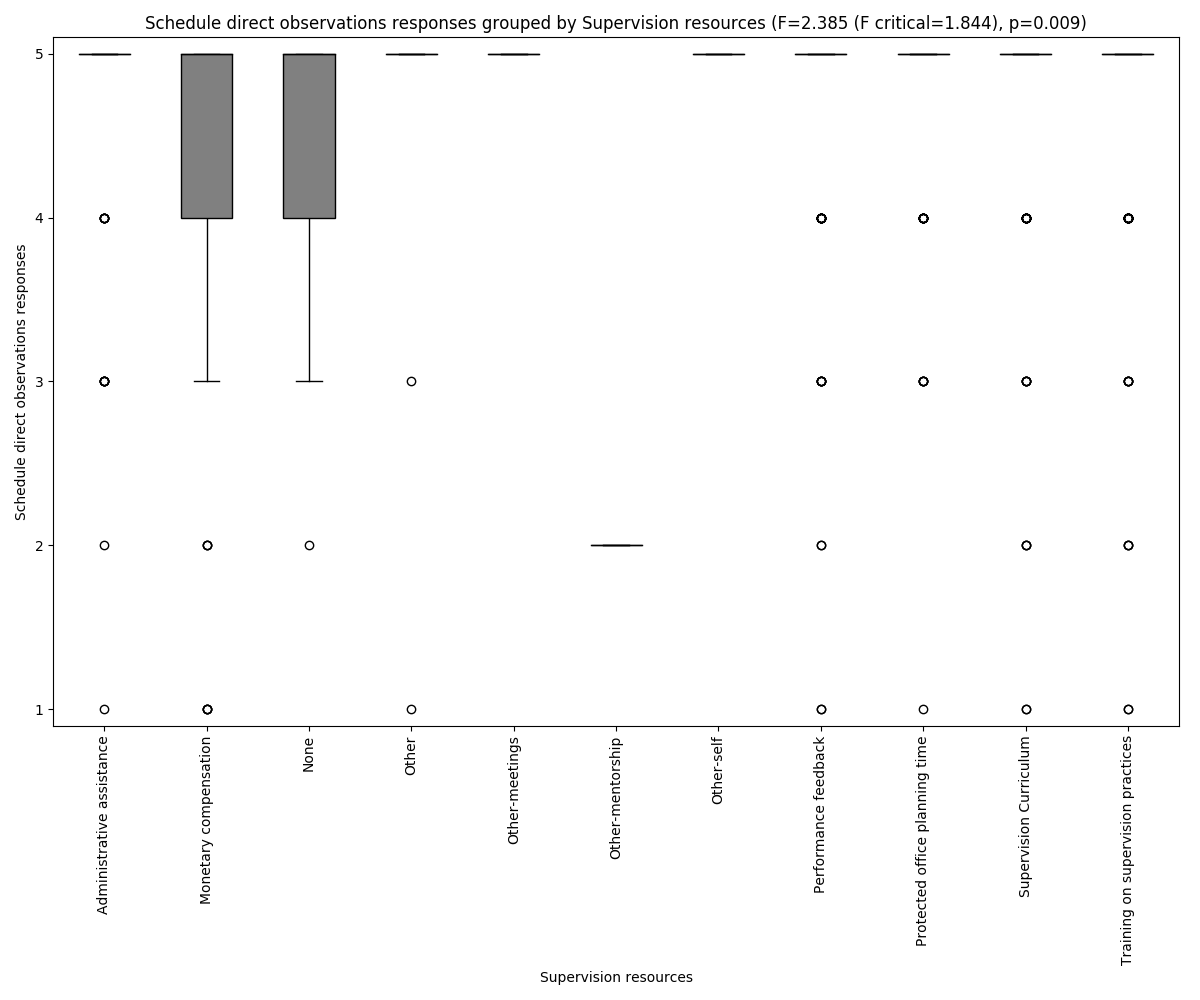 Schedule direct observations responses grouped by Supervision resources (F=2.385 (F critical=1.844), p=0.009)
Schedule direct observations responses
5
4
3
2
1
Administrative assistance
Monetary compensation
None
Other
Other-meetings
Other-mentorship
Other-self
Performance feedback
Protected office planning time
Supervision Curriculum
Training on supervision practices
Supervision resources